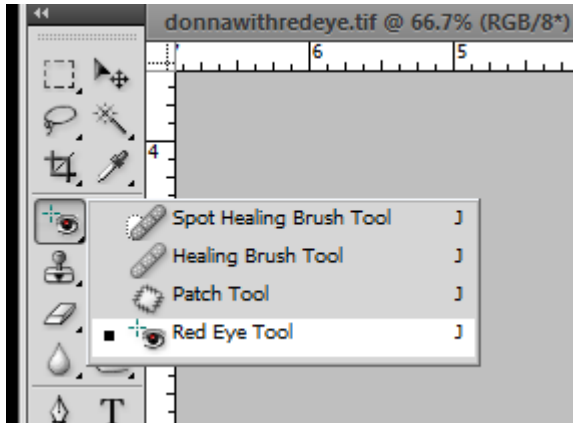 donnawithredeye.tif @ 66.7% (RGB/8*)
6 5
4
Spot Healing Brush Tool J
Healing Brush Tool J
Patch Tool J
Red Eye Tool J
T